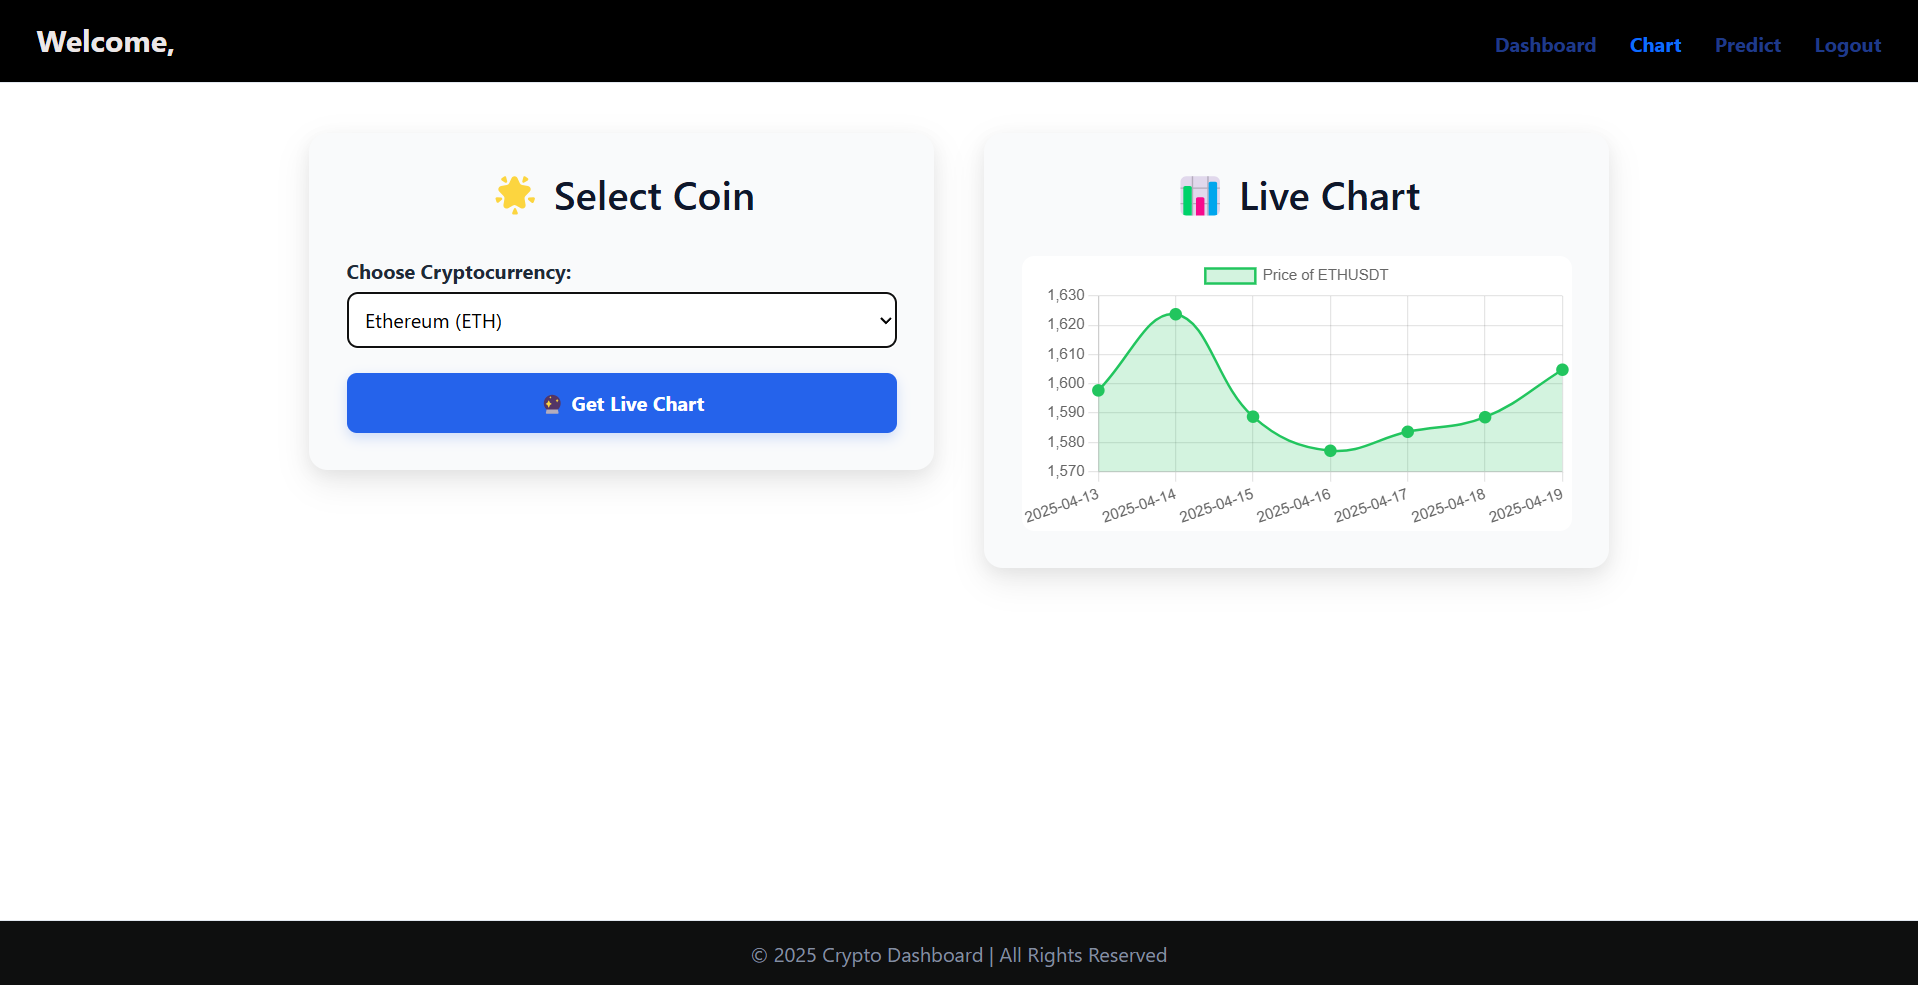 Welcome,
Dashboard Chart Predict Logout
🌟 Select Coin
Choose Cryptocurrency:
Ethereum (ETH)
🔮 Get Live Chart
📊 Live Chart
Price of ETHUSDT
1,630
1,620
1,610
1,600
1,590
1,580
1,570
2025-04-13 2025-04-14 2025-04-15 2025-04-16 2025-04-17 2025-04-18 2025-04-19
© 2025 Crypto Dashboard | All Rights Reserved